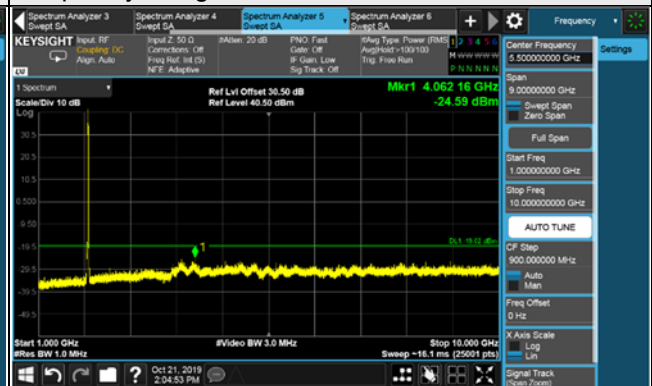 Spectrum Analyzer 3
Swept SA
Spectrum Analyzer 4
Swept SA
Spectrum Analyzer 5
Swept SA
Spectrum Analyzer 6
Swept SA
Frequency
KEYSIGHT
Input: RF
Coupling: DC
Align: Auto
Input Z: 50 Ω
Corrections: Off
Freq Ref: Int (S)
NFE: Adaptive
#Atten: 20 dB
PNO: Fast
Gate: Off
IF Gain: Low
Sig Track: Off
#Avg Type: Power (RMS)
Avg|Hold:>100/100
Trig: Free Run
1 2 3 4 5 6
M W W W W W
P N N N N N
LXI
1 Spectrum
Scale/Div 10 dB
Log
Ref Lvl Offset 30.50 dB
Ref Level 40.50 dBm
Mkr1 4.062 16 GHz
-24.59 dBm
30.5
20.5
10.5
0.500
-9.50
-19.5
-29.5
-39.5
-49.5
1
Start 1.000 GHz
#Res BW 1.0 MHz
#Video BW 3.0 MHz
Stop 10.000 GHz
Sweep ~16.1 ms (25001 pts)
Oct 21, 2019
2:04:53 PM
Center Frequency
5.500000000 GHz
Settings
Span
9.00000000 GHz
Swept Span
Zero Span
Full Span
Start Freq
1.000000000 GHz
Stop Freq
10.000000000 GHz
AUTO TUNE
CF Step
900.000000 MHz
Auto
Man
Freq Offset
0 Hz
X Axis Scale
Log
Lin
Signal Track
(Span Zoom)